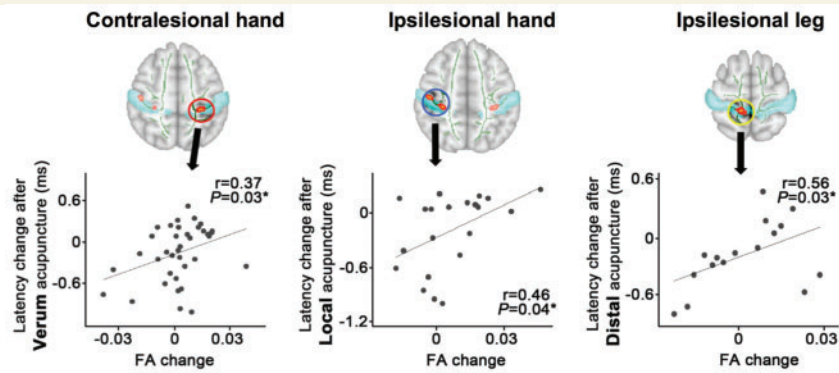 Contralesional hand
Ipsilesional hand
Ipsilesional leg
Latency change after
Verum acupuncture (ms)
0.6
0
-0.6
r=0.37
P=0.03*
-0.03
0
0.03
FA change
Latency change after
Local acupuncture (ms)
0
-0.6
-1.2
r=0.46
P=0.04*
0
0.03
FA change
Latency change after
Distal acupuncture (ms)
0.6
0
-0.6
r=0.56
P=0.03*
0
0.03
FA change